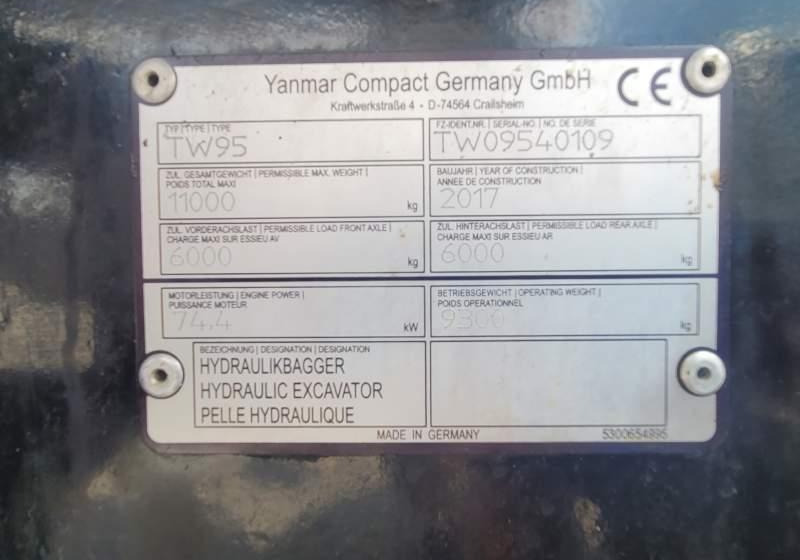 Yanmar Compact Germany GmbH CE
Kraftwerkstraße 4 - D-74564 Crailsheim
TYP | TYPE | TYPE
TW95
FZ-IDENT.NR. | SERIAL-NO. | NO. DE SERIE
TW09540109
ZUL. GESAMTGEWICHT | PERMISSIBLE MAX. WEIGHT |
POIDS TOTAL MAXI
11000 kg
BAUJAHR | YEAR OF CONSTRUCTION |
ANNEE DE CONSTRUCTION
2017
ZUL. VORDERACHSLAST | PERMISSIBLE LOAD FRONT AXLE |
CHARGE MAXI SUR ESSIEU AV
6000 kg
ZUL. HINTERACHSLAST | PERMISSIBLE LOAD REAR AXLE |
CHARGE MAXI SUR ESSIEU AR
6000 kg
MOTORLEISTUNG | ENGINE POWER |
PUISSANCE MOTEUR
74.4 kW
BETRIEBSGEWICHT | OPERATING WEIGHT |
POIDS OPERATIONNEL
9300 kg
BEZEICHNUNG | DESIGNATION | DESIGNATION
HYDRAULIKBAGGER
HYDRAULIC EXCAVATOR
PELLE HYDRAULIQUE
MADE IN GERMANY
5300654995